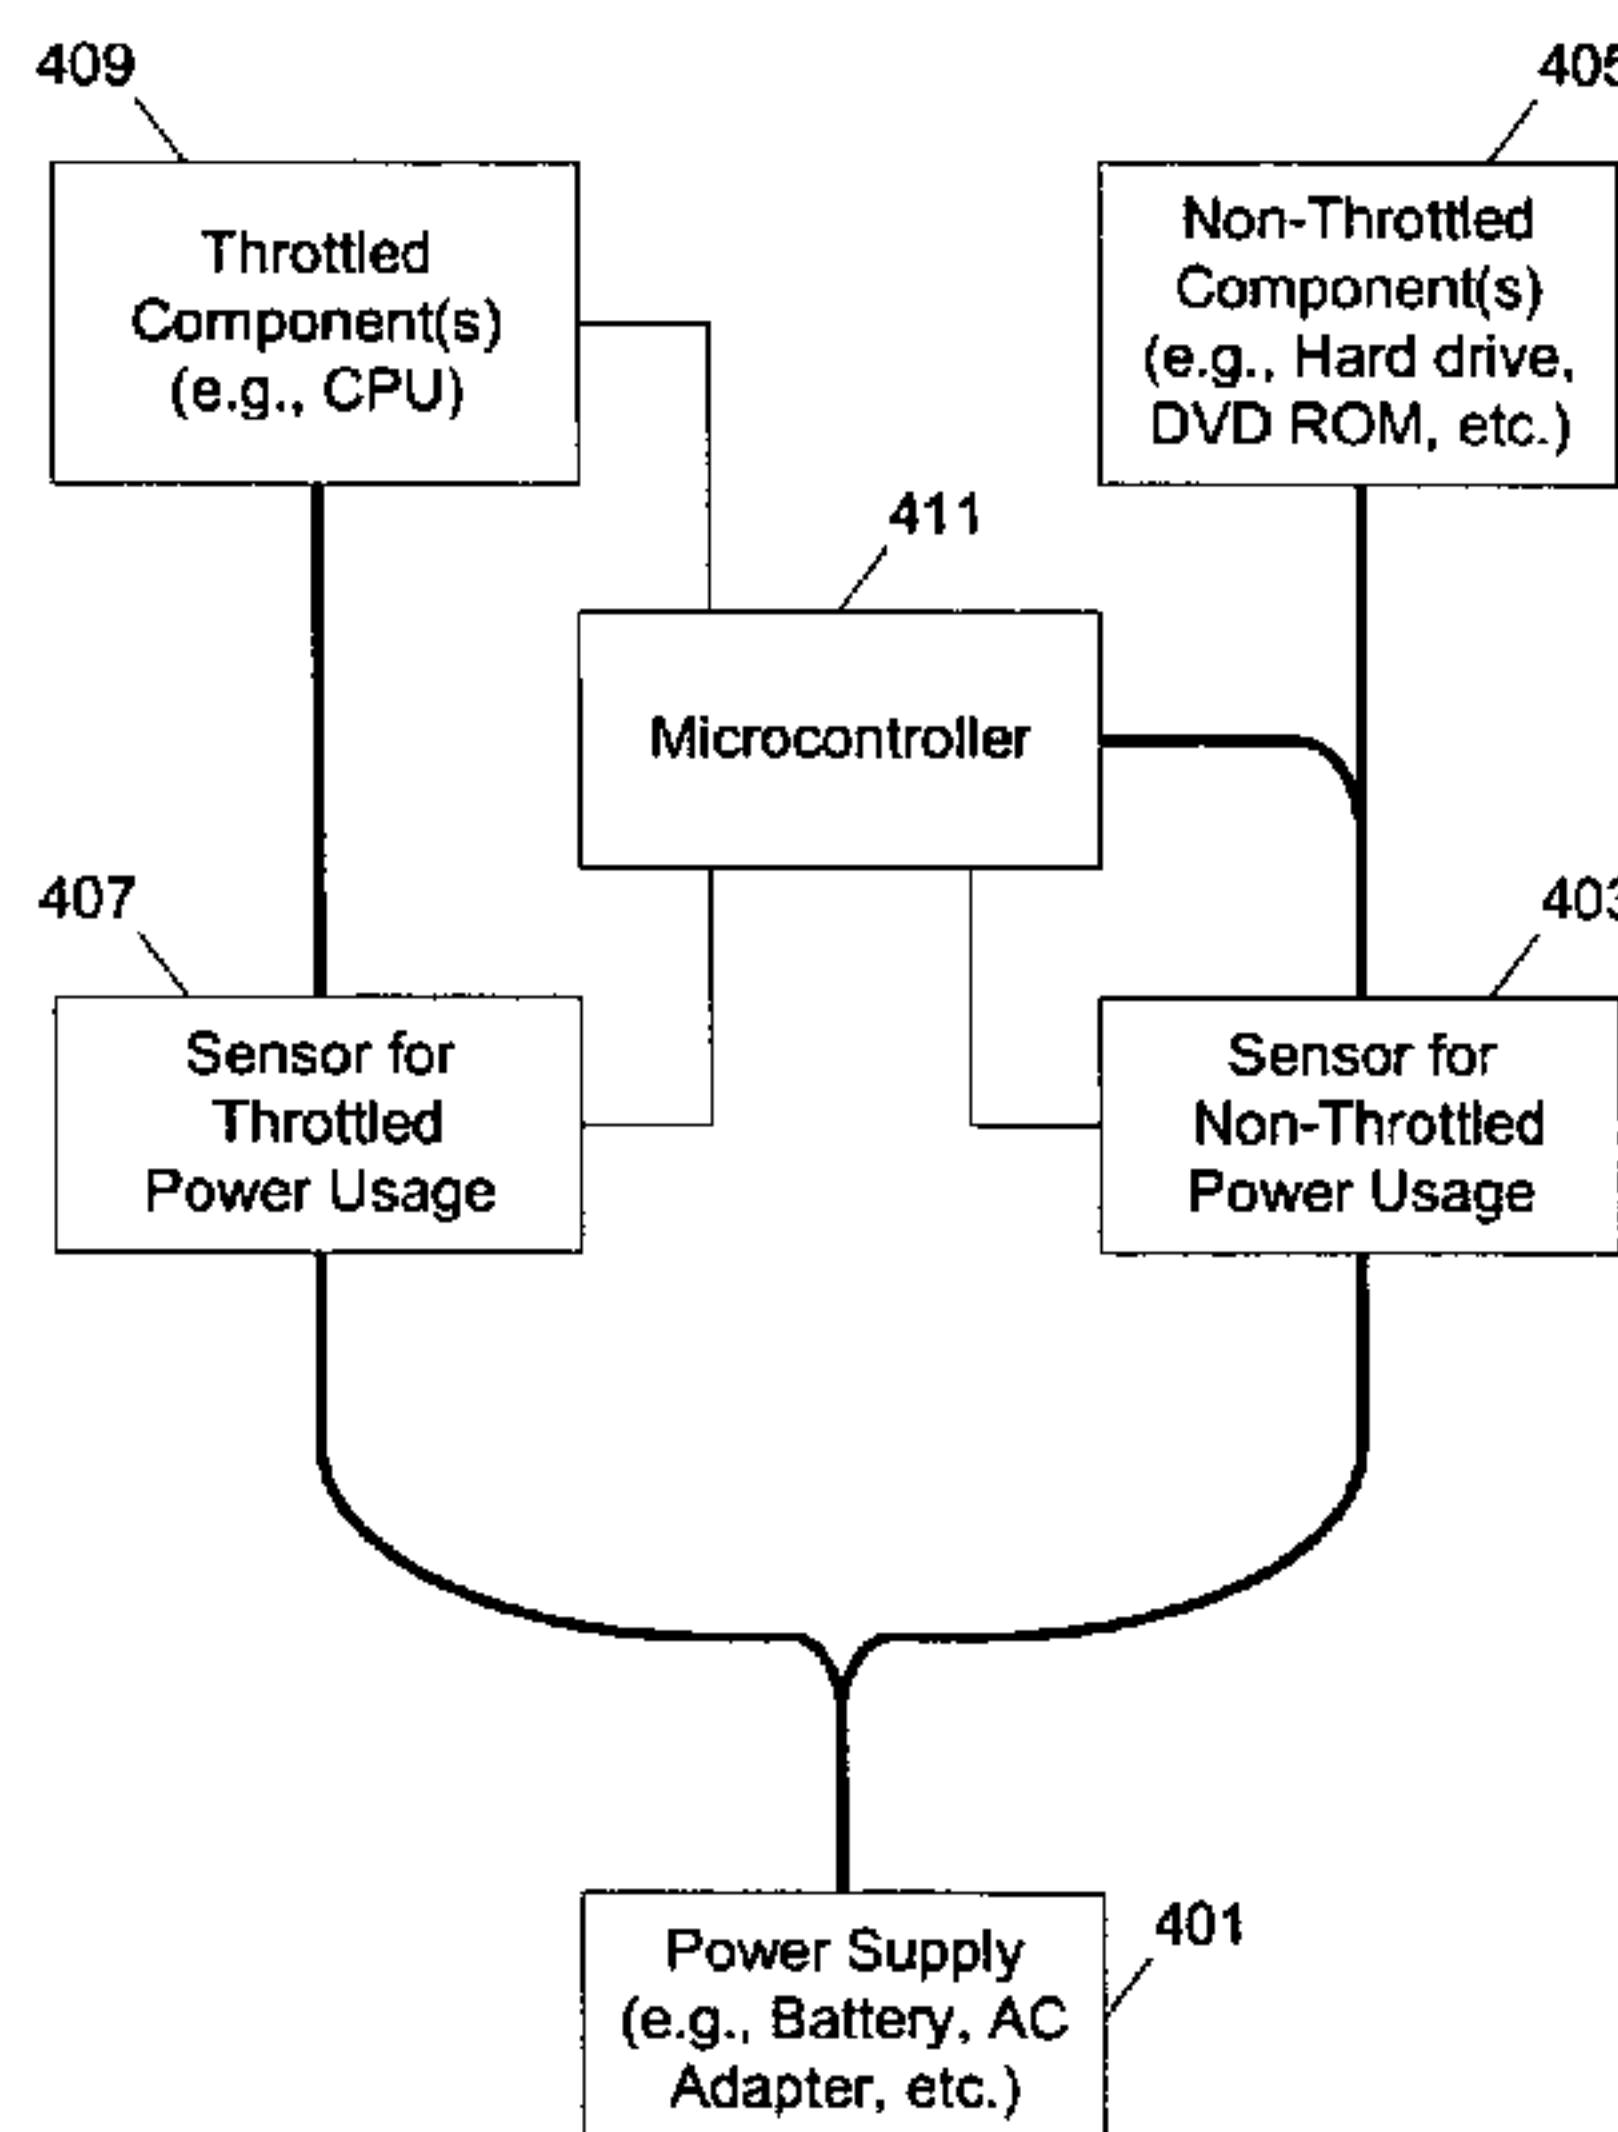 409
405
Throttled
Component(s)
(e.g., CPU)
Non-Throttled
Component(s)
(e.g., Hard drive,
DVD ROM, etc.)
411
Microcontroller
407
403
Sensor for
Throttled
Power Usage
Sensor for
Non-Throttled
Power Usage
401
Power Supply
(e.g., Battery, AC
Adapter, etc.)